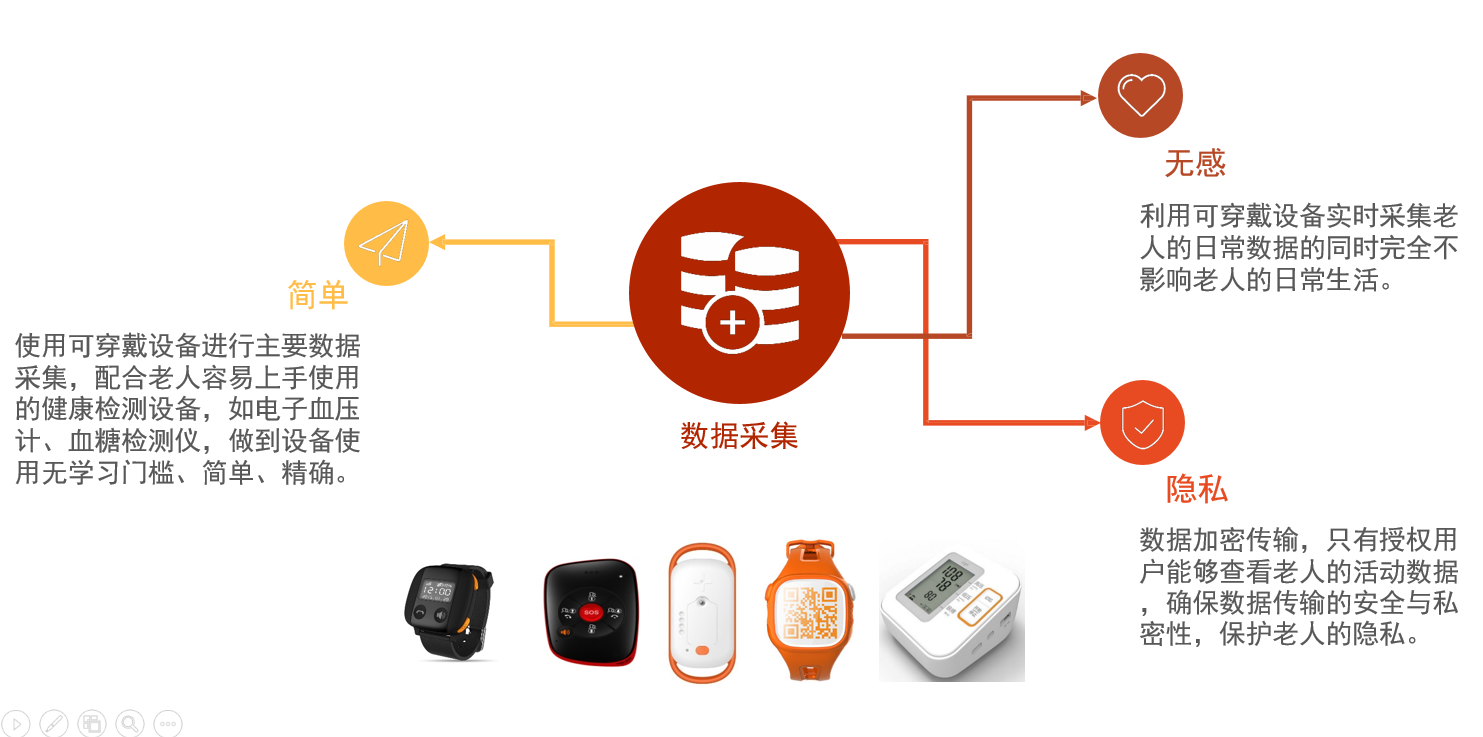 无感
利用可穿戴设备实时采集老
人的日常数据的同时完全不
影响老人的日常生活。
简单
使用可穿戴设备进行主要数据
采集，配合老人容易上手使用
的健康检测设备，如电子血压
计、血糖检测仪，做到设备使
用无学习门槛、简单、精确。
数据采集
隐私
数据加密传输，只有授权用
户能够查看老人的活动数据
，确保数据传输的安全与私
密性，保护老人的隐私。
12:00
SOS
108
78
80